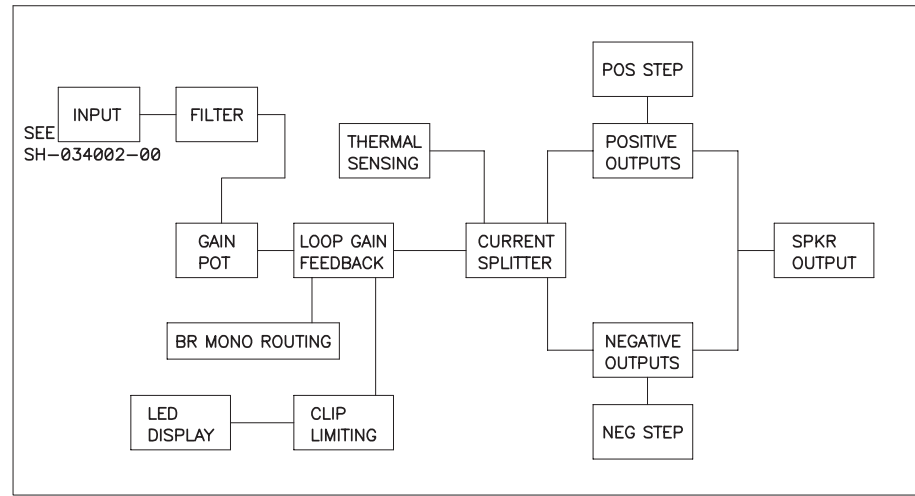 POS STEP
INPUT
FILTER
SEE
SH-034002-00
THERMAL
SENSING
POSITIVE
OUTPUTS
GAIN
POT
LOOP GAIN
FEEDBACK
CURRENT
SPLITTER
SPKR
OUTPUT
BR MONO ROUTING
NEGATIVE
OUTPUTS
LED
DISPLAY
CLIP
LIMITING
NEG STEP